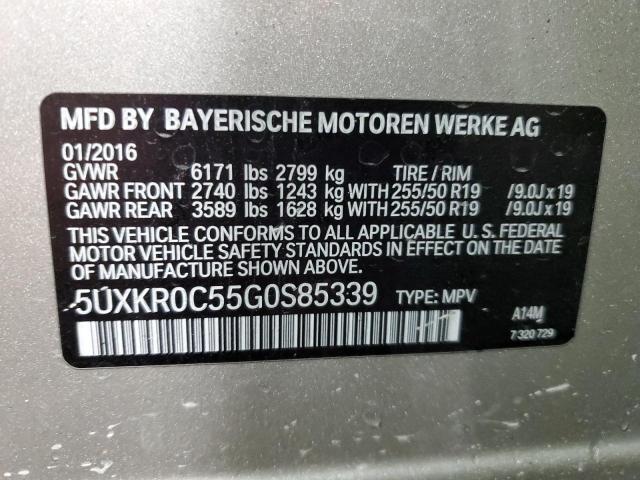 MFD BY BAYERISCHE MOTOREN WERKE AG
01/2016
GVWR 6171 lbs 2799 kg TIRE / RIM
GAWR FRONT 2740 lbs 1243 kg WITH 255/50 R19 /9.0J x 19
GAWR REAR 3589 lbs 1628 kg WITH 255/50 R19 /9.0J x 19
THIS VEHICLE CONFORMS TO ALL APPLICABLE U. S. FEDERAL
MOTOR VEHICLE SAFETY STANDARDS IN EFFECT ON THE DATE
OF MANUFACTURE SHOWN ABOVE.
5UXKR0C55G0S85339 TYPE: MPV
A14M
7 320 729